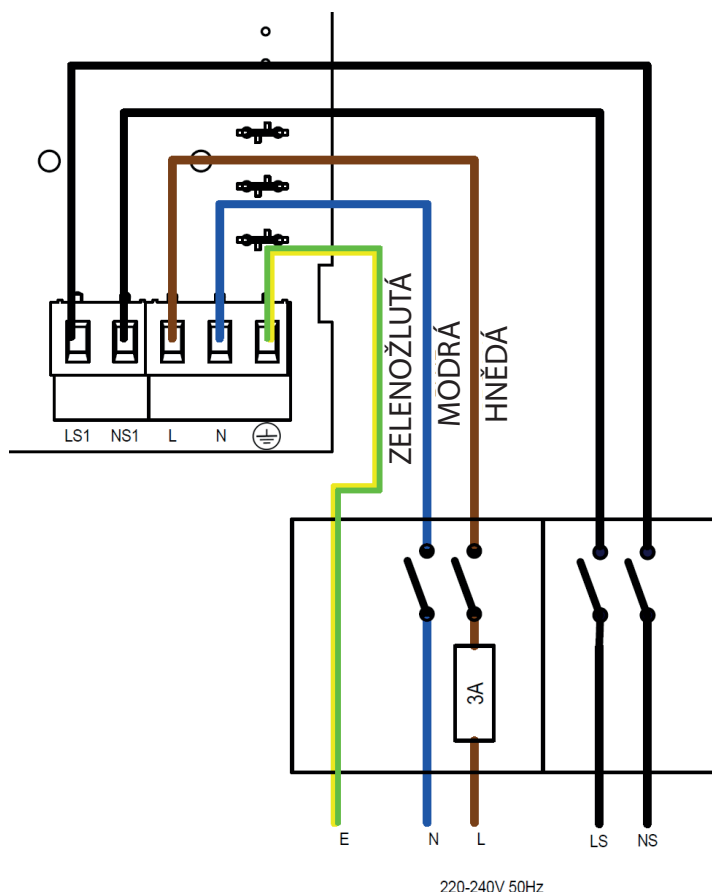 ZELENOŽLUTÁ
MODRÁ
HNĚDÁ
LS1 NS1 L N
3A
E N L LS NS
220-240V 50Hz